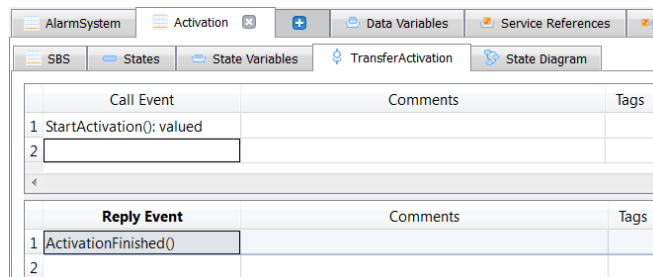 AlarmSystem Activation Data Variables Service References
SBS States State Variables TransferActivation State Diagram
Call Event Comments Tags
1 StartActivation(): valued
2
Reply Event Comments Tags
1 ActivationFinished()
2